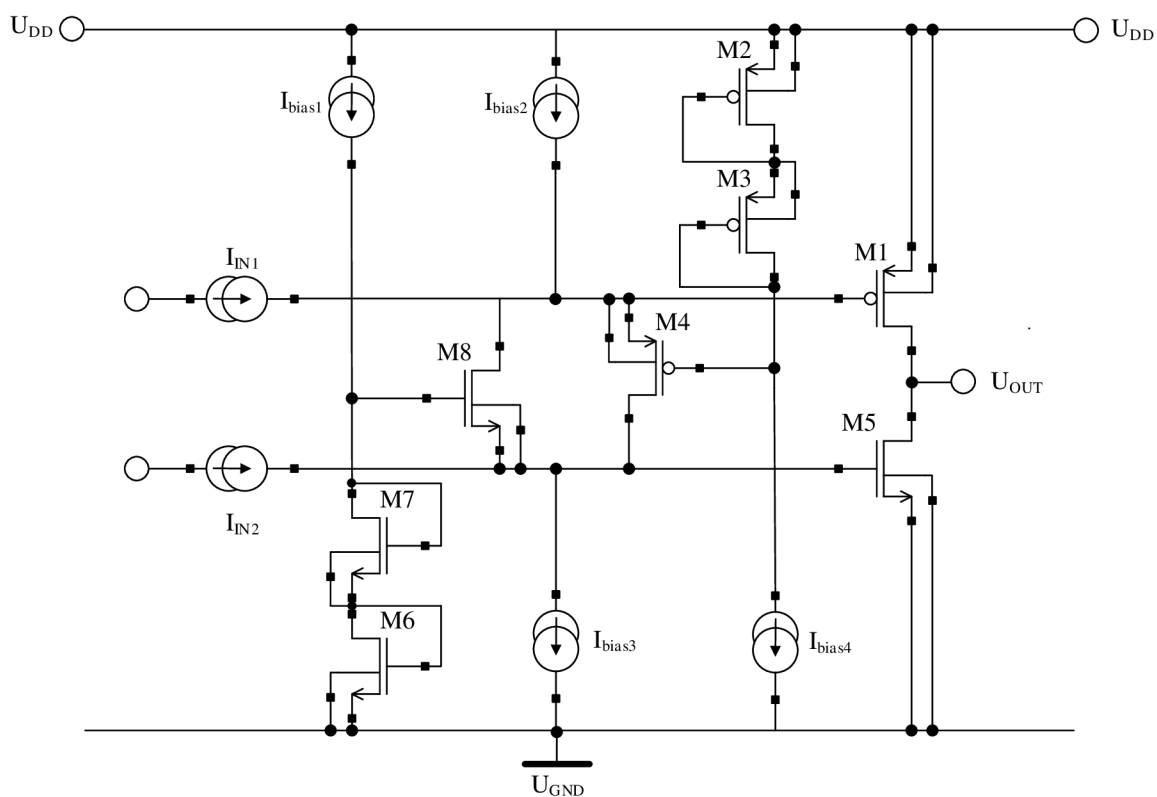 U_DD
U_DD
M2
I_bias1
I_bias2
M3
I_IN1
M1
M4
M8
U_OUT
M5
M7
I_IN2
M6
I_bias3
I_bias4
U_GND